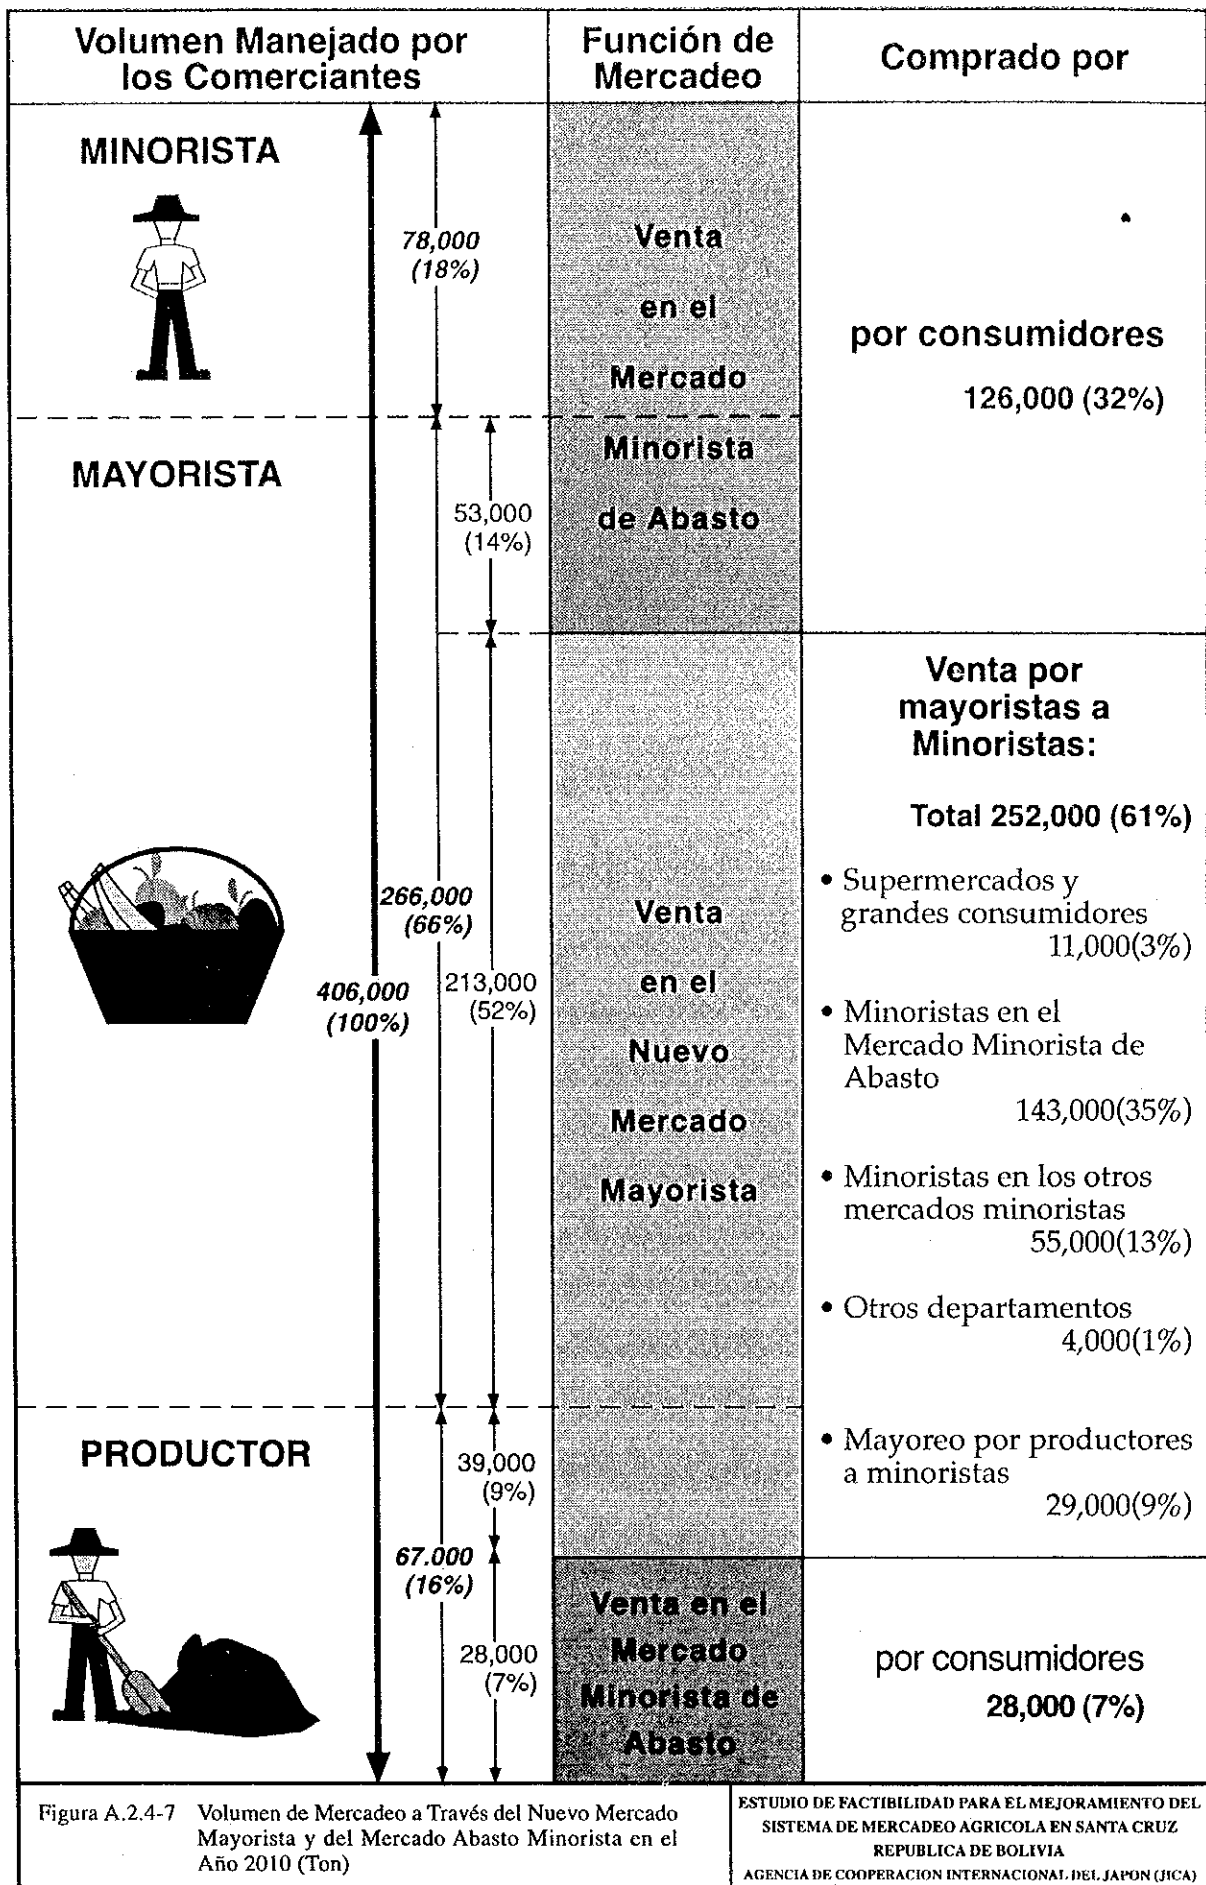 Volumen Manejado por
los Comerciantes
Función de
Mercadeo
Comprado por
MINORISTA
78,000
(18%)
Venta
en el
Mercado
Minorista
de Abasto
por consumidores
126,000 (32%)
MAYORISTA
53,000
(14%)
266,000
(66%)
406,000
(100%)
213,000
(52%)
Venta
en el
Nuevo
Mercado
Mayorista
Venta por
mayoristas a
Minoristas:
Total 252,000 (61%)
• Supermercados y
grandes consumidores
11,000(3%)
• Minoristas en el
Mercado Minorista de
Abasto
143,000(35%)
• Minoristas en los otros
mercados minoristas
55,000(13%)
• Otros departamentos
4,000(1%)
• Mayoreo por productores
a minoristas
29,000(9%)
PRODUCTOR
39,000
(9%)
67.000
(16%)
28,000
(7%)
Venta en el
Mercado
Minorista de
Abasto
por consumidores
28,000 (7%)
Figura A.2.4-7 Volumen de Mercadeo a Través del Nuevo Mercado
Mayorista y del Mercado Abasto Minorista en el
Año 2010 (Ton)
ESTUDIO DE FACTIBILIDAD PARA EL MEJORAMIENTO DEL
SISTEMA DE MERCADEO AGRICOLA EN SANTA CRUZ
REPUBLICA DE BOLIVIA
AGENCIA DE COOPERACION INTERNACIONAL DEL JAPON (JICA)